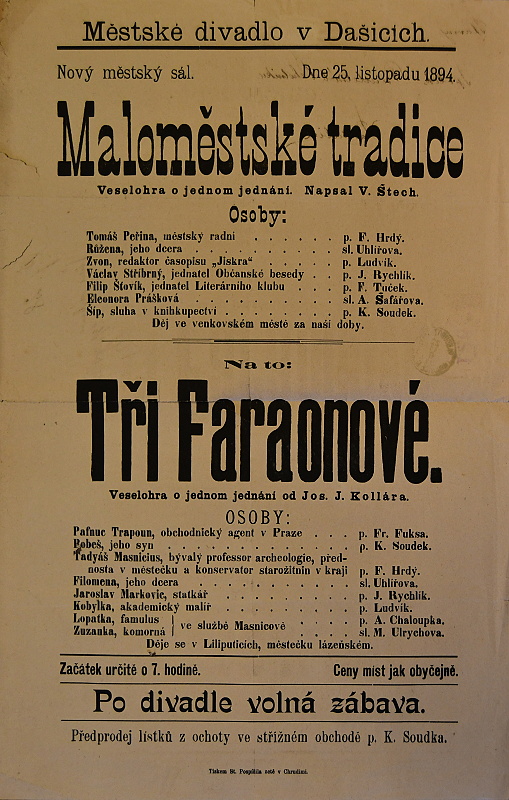 Městské divadlo v Dašicích.
Nový městský sál. Dne 25. listopadu 1894.
Maloměstské tradice
Veselohra o jednom jednání. Napsal V. Štech.
Osoby:
Tomáš Peřina, městský radní . . . . . . p. F. Hrdý.
Růžena, jeho dcera . . . . . . . . . sl. Uhlířova.
Zvon, redaktor časopisu „Jiskra“ . . . . . . p. Ludvík.
Václav Stříbrný, jednatel Občanské besedy . . p. J. Rychlík.
Filip Šťovík, jednatel Literárního klubu . . . . p. F. Tuček.
Eleonora Prášková . . . . . . . . . . sl. A. Šafářova.
Šíp, sluha v knihkupectví . . . . . . . . p. K. Soudek.
Děj ve venkovském městě za naší doby.
Na to:
Tři Faraonové.
Veselohra o jednom jednání od Jos. J. Kollára.
OSOBY:
Pafnuc Trapoun, obchodnický agent v Praze . . . p. Fr. Fuksa.
Bobeš, jeho syn . . . . . . . . . . . p. K. Soudek.
Tadyáš Masnicius, bývalý professor archeologie, před-
nosta v městečku a konservator starožitnin v kraji p. F. Hrdý.
Filomena, jeho dcera . . . . . . . . . . sl. Uhlířova.
Jaroslav Markovic, statkář . . . . . . . . p. J. Rychlík.
Kobylka, akademický malíř . . . . . . . . p. Ludvík.
Lopatka, famulus } ve službě Masnicově . . . . p. A. Chaloupka.
Zuzanka, komorná sl. M. Ulrychova.
Děje se v Liliputicích, městečku lázeňském.
Začátek určitě o 7. hodině. Ceny míst jak obyčejně.
Po divadle volná zábava.
Předprodej lístků z ochoty ve střižném obchodě p. K. Soudka.
Tiskem St. Pospíšila zetě v Chrudimi.